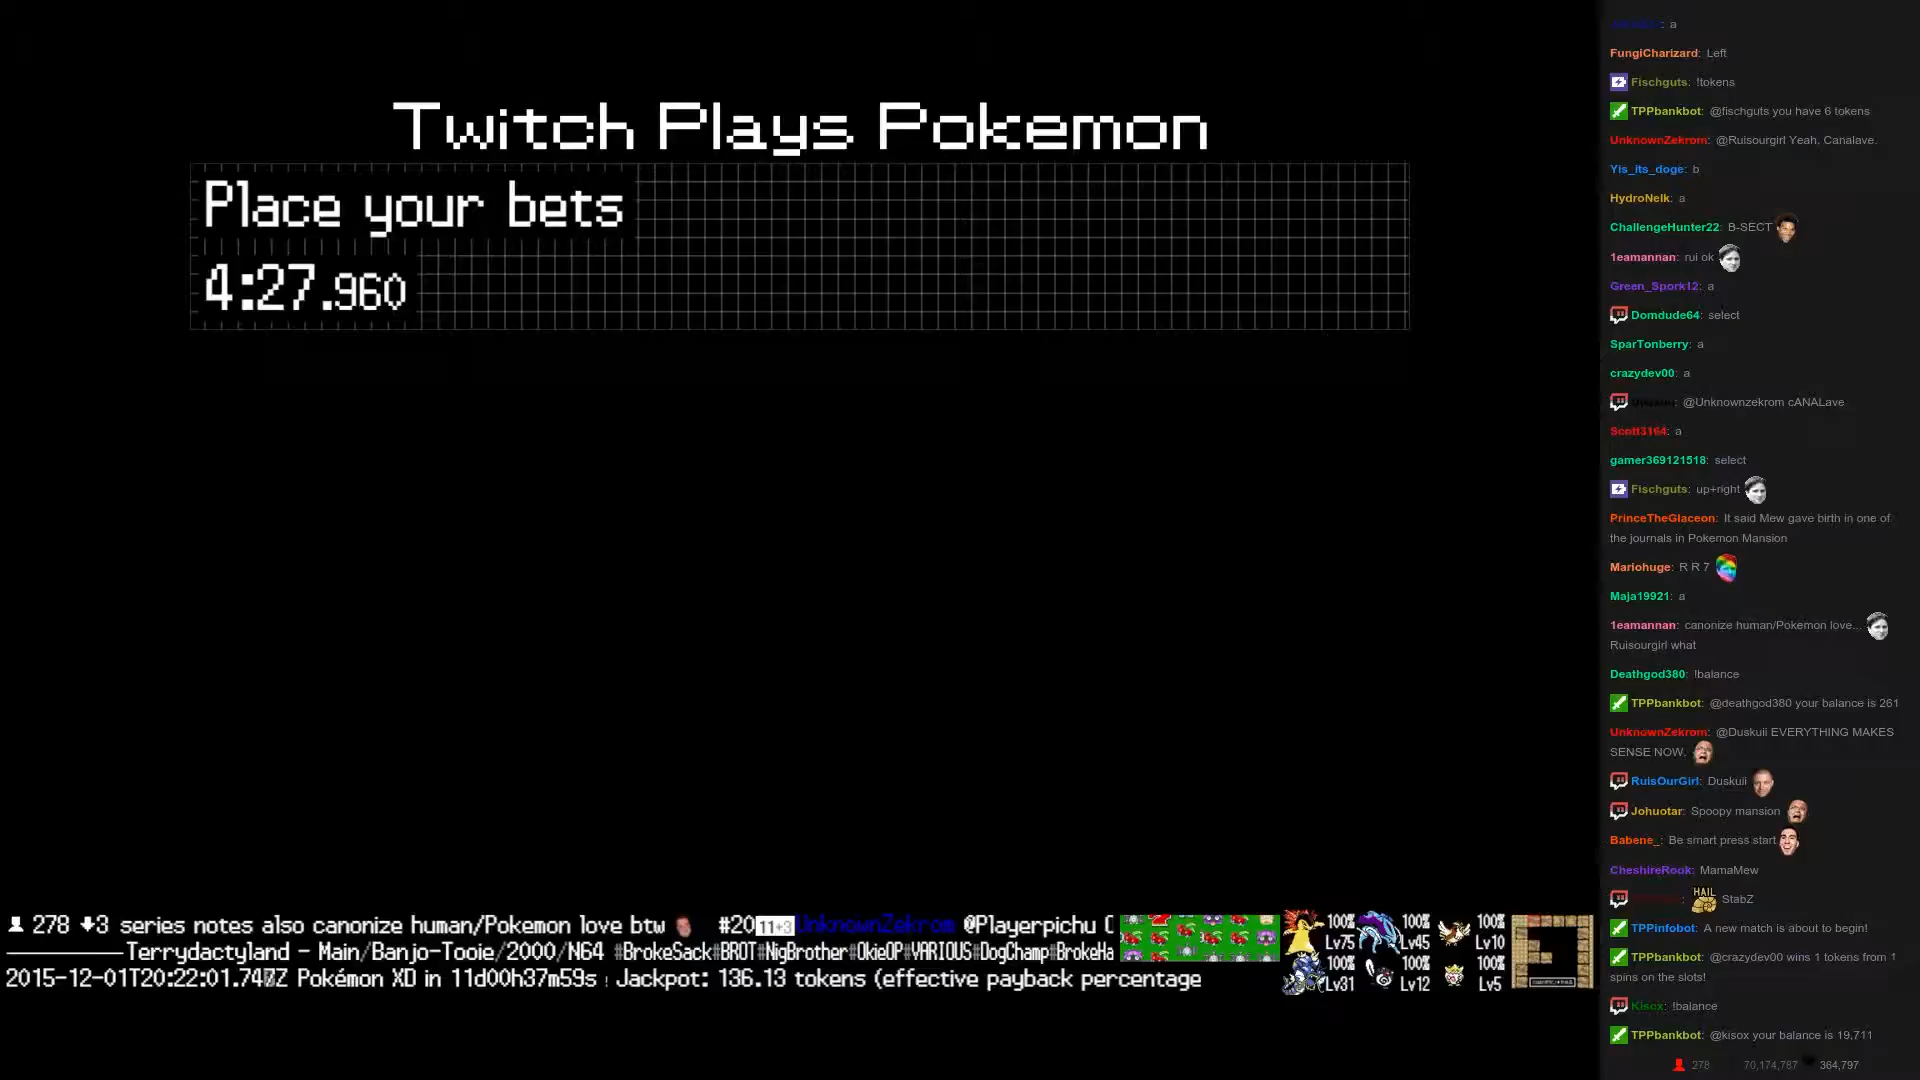 Twitch Plays Pokemon
Place your bets
4:27.960
278 3 series notes also canonize human/Pokemon love btw #20 11+3 UnknownZekrom @Playerpichu
Terrydactyland - Main/Banjo-Tooie/2000/N64 #BrokeSack#BROT#NigBrother#OkieOP#VARIOUS#DogChamp#BrokeHa
2015-12-01T20:22:01.740Z Pokémon XD in 11d00h37m59s Jackpot: 136.13 tokens (effective payback percentage
100% 100% 100%
Lv75 Lv45 Lv10
100% 100% 100%
Lv31 Lv12 Lv5
: a
FungiCharizard: Left
Fischguts: !tokens
TPPbankbot: @fischguts you have 6 tokens
UnknownZekrom: @Ruisourgirl Yeah. Canalave.
Yis_its_doge: b
HydroNelk: a
ChallengeHunter22: B-SECT
1eamannan: rui ok
Green_Spork12: a
Domdude64: select
SparTonberry: a
crazydev00: a
: @Unknownzekrom cANALave
Scott3164: a
gamer369121518: select
Fischguts: up+right
PrinceTheGlaceon: It said Mew gave birth in one of
the journals in Pokemon Mansion
Mariohuge: R R 7
Maja19921: a
1eamannan: canonize human/Pokemon love...
Ruisourgirl what
Deathgod380: !balance
TPPbankbot: @deathgod380 your balance is 261
UnknownZekrom: @Duskuii EVERYTHING MAKES
SENSE NOW.
RuisOurGirl: Duskuii
Johuotar: Spoopy mansion
Babene_: Be smart press start
CheshireRook: MamaMew
: HAIL StabZ
TPPinfobot: A new match is about to begin!
TPPbankbot: @crazydev00 wins 1 tokens from 1
spins on the slots!
Kisox: !balance
TPPbankbot: @kisox your balance is 19,711
278 70,174,787 364,797